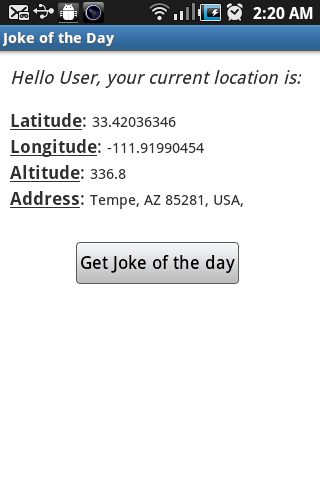 2:20 AM
Joke of the Day
Hello User, your current location is:
Latitude: 33.42036346
Longitude: -111.91990454
Altitude: 336.8
Address: Tempe, AZ 85281, USA,
Get Joke of the day